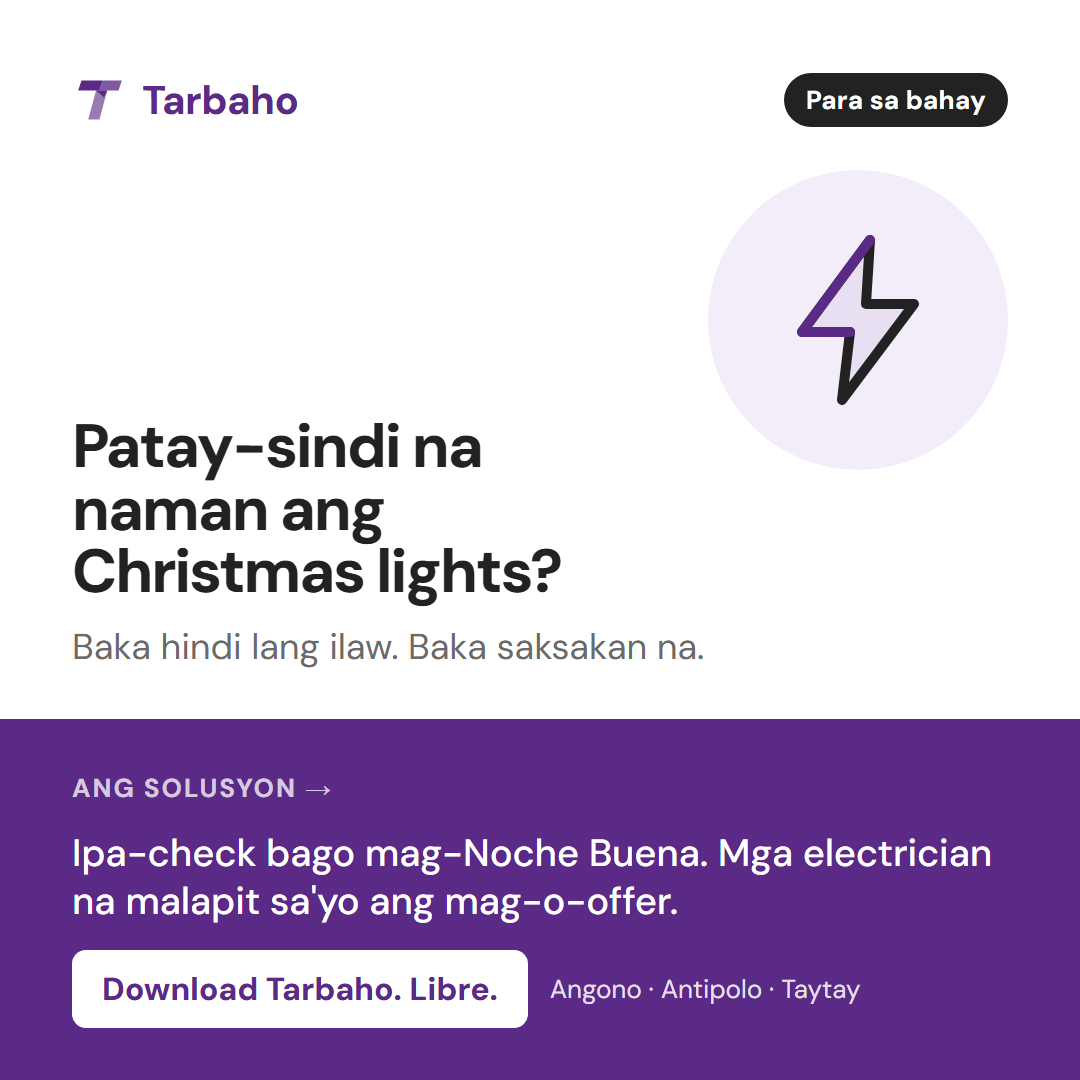 Tarbaho
Para sa bahay
Patay-sindi na
naman ang
Christmas lights?
Baka hindi lang ilaw. Baka saksakan na.
ANG SOLUSYON →
Ipa-check bago mag-Noche Buena. Mga electrician
na malapit sa'yo ang mag-o-offer.
Download Tarbaho. Libre.
Angono · Antipolo · Taytay